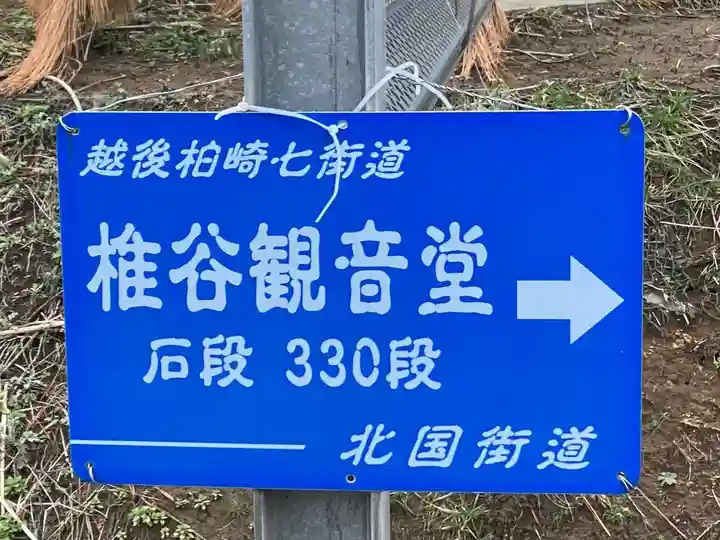 越後柏崎七街道
椎谷観音堂
石段 330段
北国街道